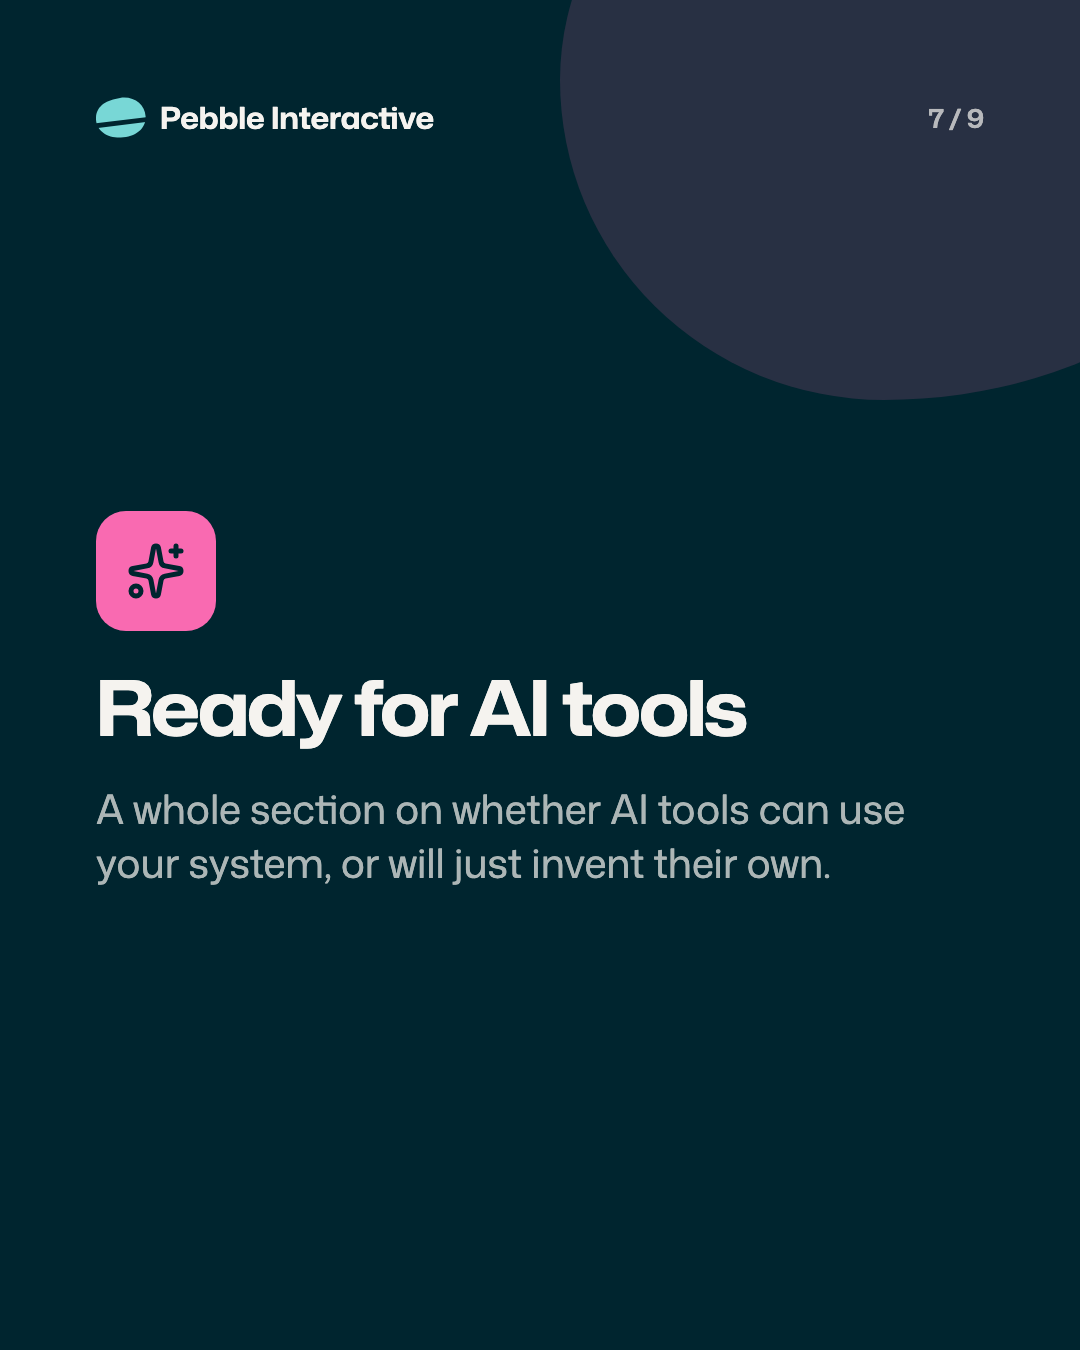 Pebble Interactive
7/9
Ready for AI tools
A whole section on whether AI tools can use
your system, or will just invent their own.